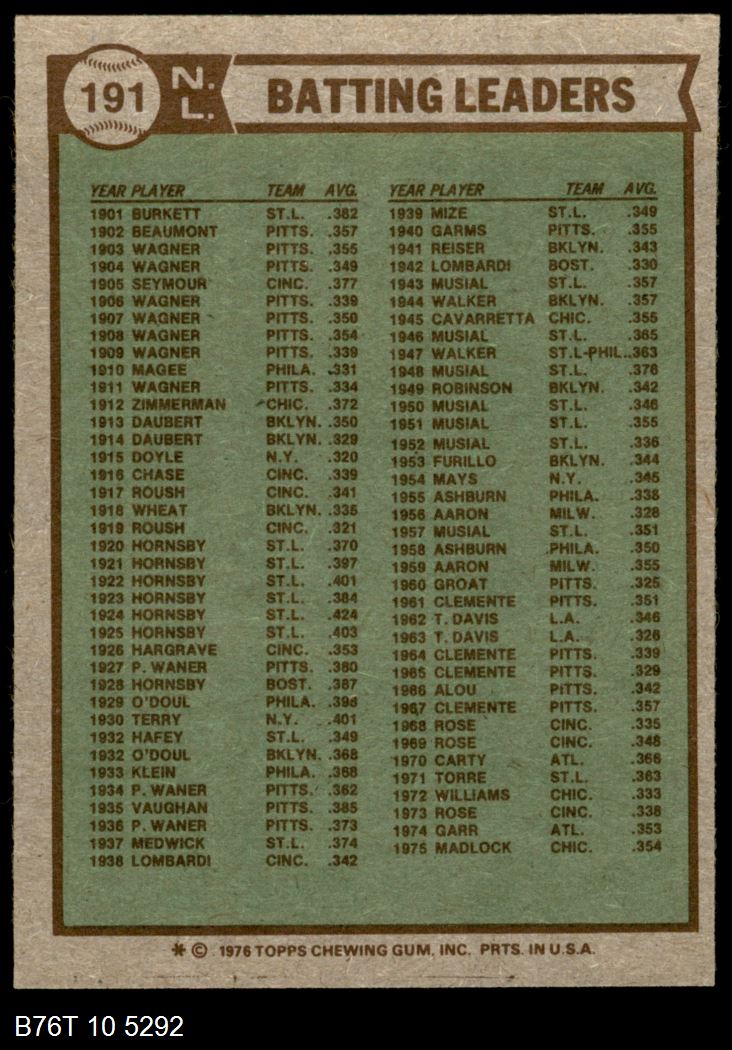 191 N. L. BATTING LEADERS
YEAR PLAYER TEAM AVG.
1901 BURKETT ST.L. .382
1902 BEAUMONT PITTS. .357
1903 WAGNER PITTS. .355
1904 WAGNER PITTS. .349
1905 SEYMOUR CINC. .377
1906 WAGNER PITTS. .339
1907 WAGNER PITTS. .350
1908 WAGNER PITTS. .354
1909 WAGNER PITTS. .339
1910 MAGEE PHILA. .331
1911 WAGNER PITTS. .334
1912 ZIMMERMAN CHIC. .372
1913 DAUBERT BKLYN. .350
1914 DAUBERT BKLYN. .329
1915 DOYLE N.Y. .320
1916 CHASE CINC. .339
1917 ROUSH CINC. .341
1918 WHEAT BKLYN. .335
1919 ROUSH CINC. .321
1920 HORNSBY ST.L. .370
1921 HORNSBY ST.L. .397
1922 HORNSBY ST.L. .401
1923 HORNSBY ST.L. .384
1924 HORNSBY ST.L. .424
1925 HORNSBY ST.L. .403
1926 HARGRAVE CINC. .353
1927 P. WANER PITTS. .380
1928 HORNSBY BOST. .387
1929 O'DOUL PHILA. .398
1930 TERRY N.Y. .401
1932 HAFEY ST.L. .349
1932 O'DOUL BKLYN. .368
1933 KLEIN PHILA. .368
1934 P. WANER PITTS. .362
1935 VAUGHAN PITTS. .385
1936 P. WANER PITTS. .373
1937 MEDWICK ST.L. .374
1938 LOMBARDI CINC. .342
YEAR PLAYER TEAM AVG.
1939 MIZE ST.L. .349
1940 GARMS PITTS. .355
1941 REISER BKLYN. .343
1942 LOMBARDI BOST. .330
1943 MUSIAL ST.L. .357
1944 WALKER BKLYN. .357
1945 CAVARRETTA CHIC. .355
1946 MUSIAL ST.L. .365
1947 WALKER ST.L-PHIL..363
1948 MUSIAL ST.L. .376
1949 ROBINSON BKLYN. .342
1950 MUSIAL ST.L. .346
1951 MUSIAL ST.L. .355
1952 MUSIAL ST.L. .336
1953 FURILLO BKLYN. .344
1954 MAYS N.Y. .345
1955 ASHBURN PHILA. .338
1956 AARON MILW. .328
1957 MUSIAL ST.L. .351
1958 ASHBURN PHILA. .350
1959 AARON MILW. .355
1960 GROAT PITTS. .325
1961 CLEMENTE PITTS. .351
1962 T. DAVIS L.A. .346
1963 T. DAVIS L.A. .326
1964 CLEMENTE PITTS. .339
1965 CLEMENTE PITTS. .329
1966 ALOU PITTS. .342
1967 CLEMENTE PITTS. .357
1968 ROSE CINC. .335
1969 ROSE CINC. .348
1970 CARTY ATL. .366
1971 TORRE ST.L. .363
1972 WILLIAMS CHIC. .333
1973 ROSE CINC. .338
1974 GARR ATL. .353
1975 MADLOCK CHIC. .354
* © 1976 TOPPS CHEWING GUM, INC. PRTS. IN U.S.A.
B76T 10 5292